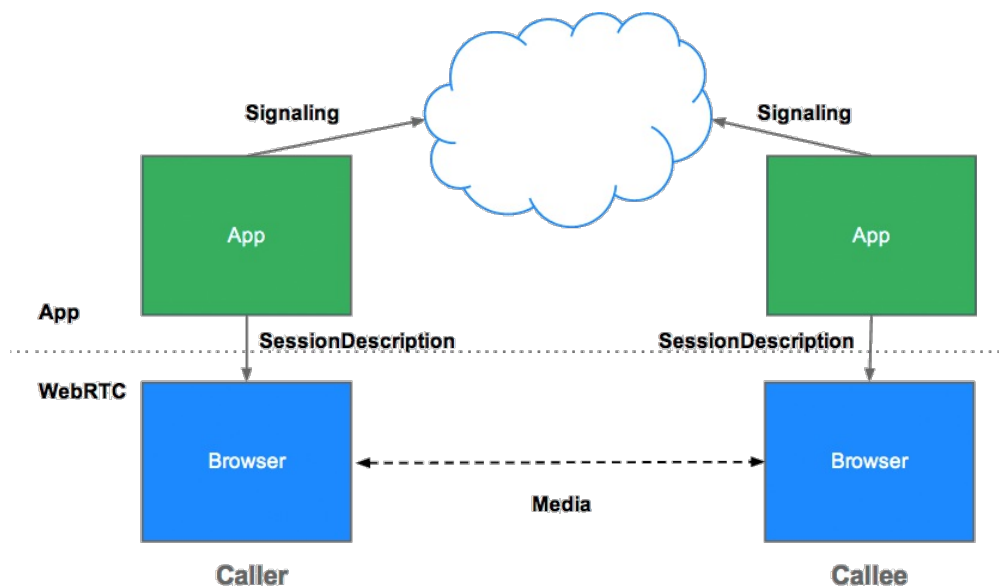 Signaling
Signaling
App
App
App
SessionDescription
SessionDescription
WebRTC
Browser
Browser
Media
Caller
Callee